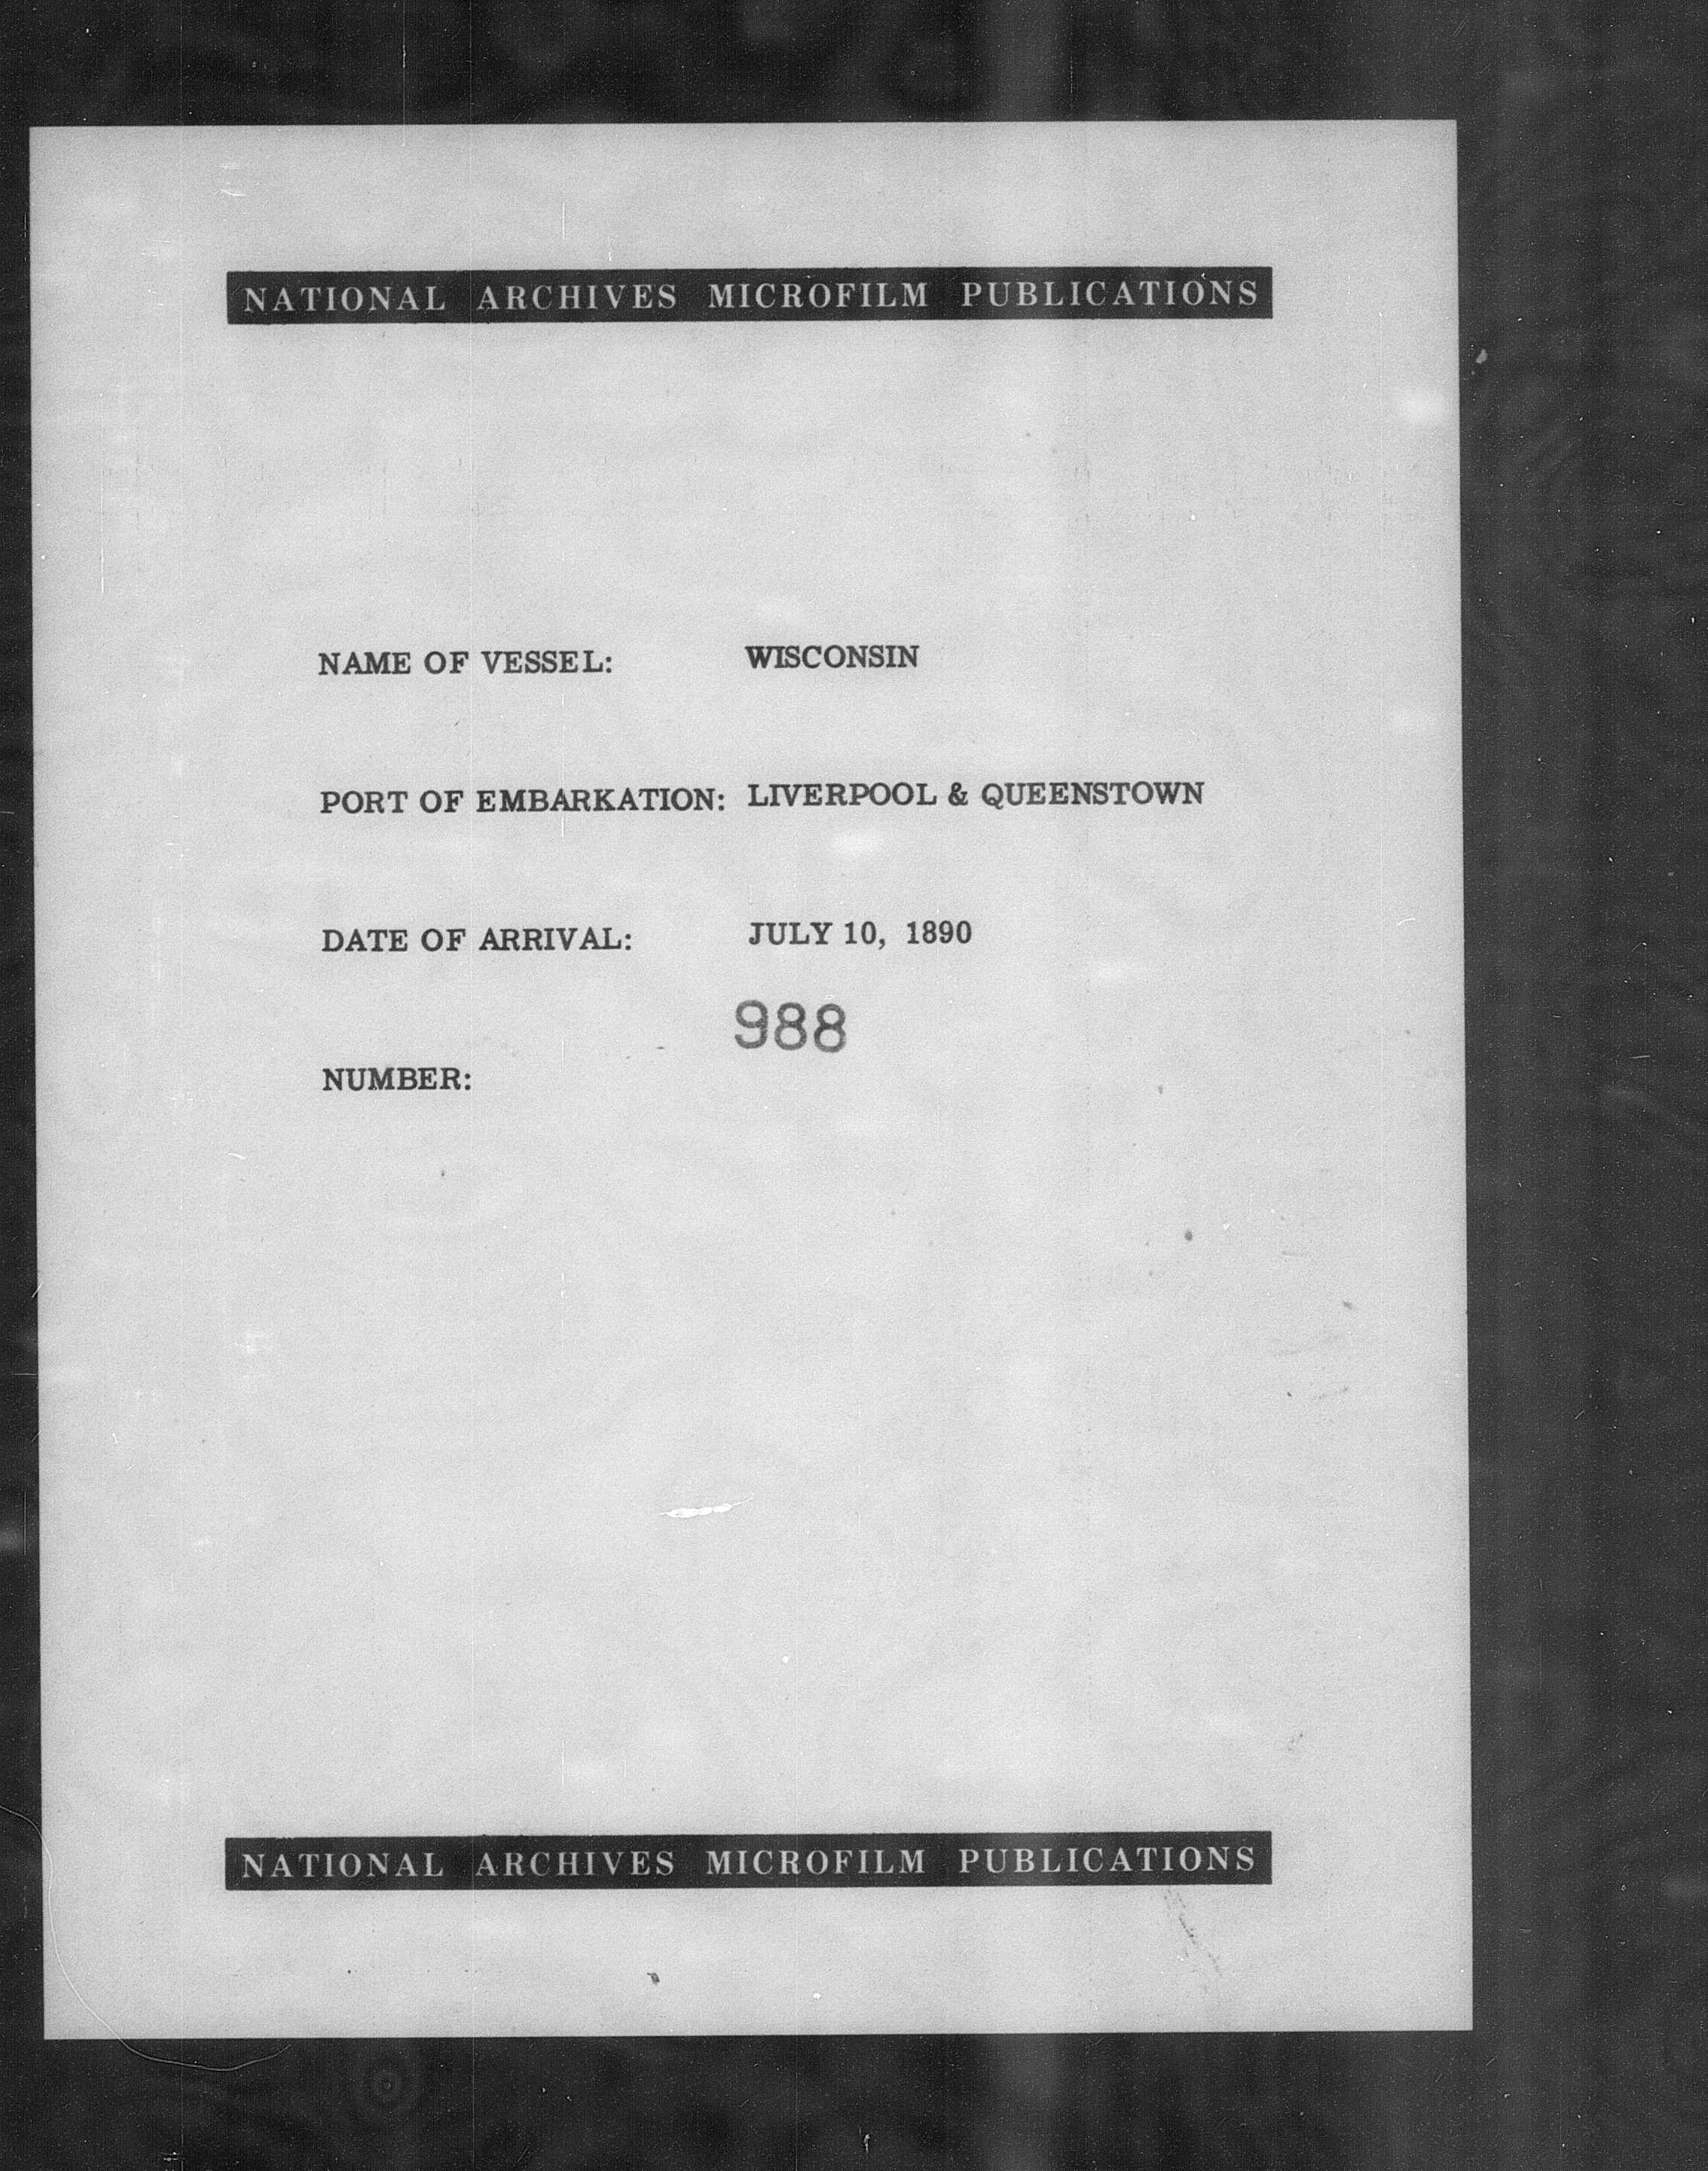 NATIONAL ARCHIVES MICROFILM PUBLICATIONS
NAME OF VESSEL: WISCONSIN
PORT OF EMBARKATION: LIVERPOOL & QUEENSTOWN
DATE OF ARRIVAL: JULY 10, 1890
988
NUMBER:
NATIONAL ARCHIVES MICROFILM PUBLICATIONS